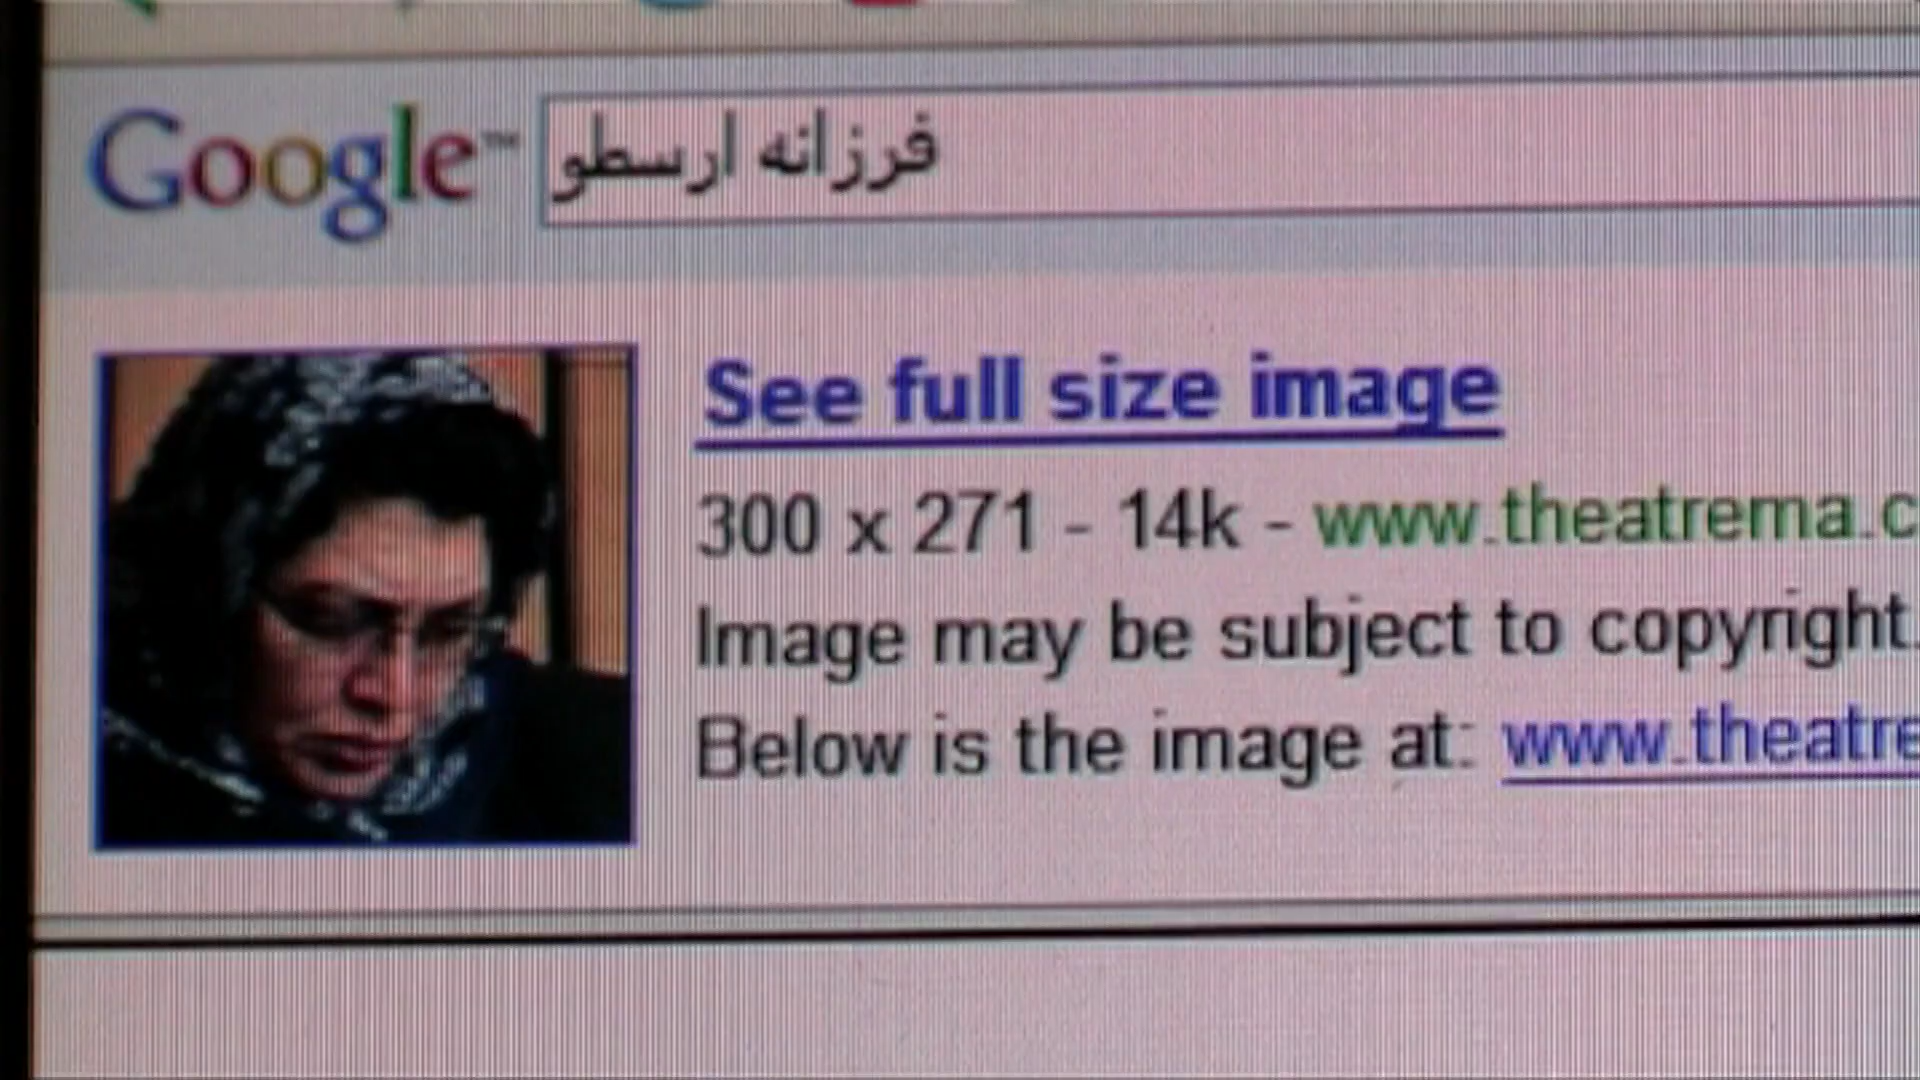 Google™ فرزانه ارسطو
See full size image
300 x 271 - 14k - www.theatrema.c
Image may be subject to copyright.
Below is the image at: www.theatre